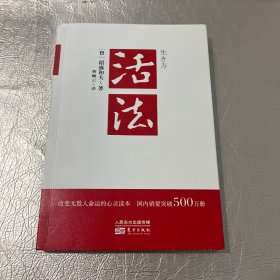 生き方
活法
[日] 稻盛和夫 著
曹岫云 译
改变无数人命运的心灵读本 国内销量突破500万册
人民东方出版传媒
东方出版社